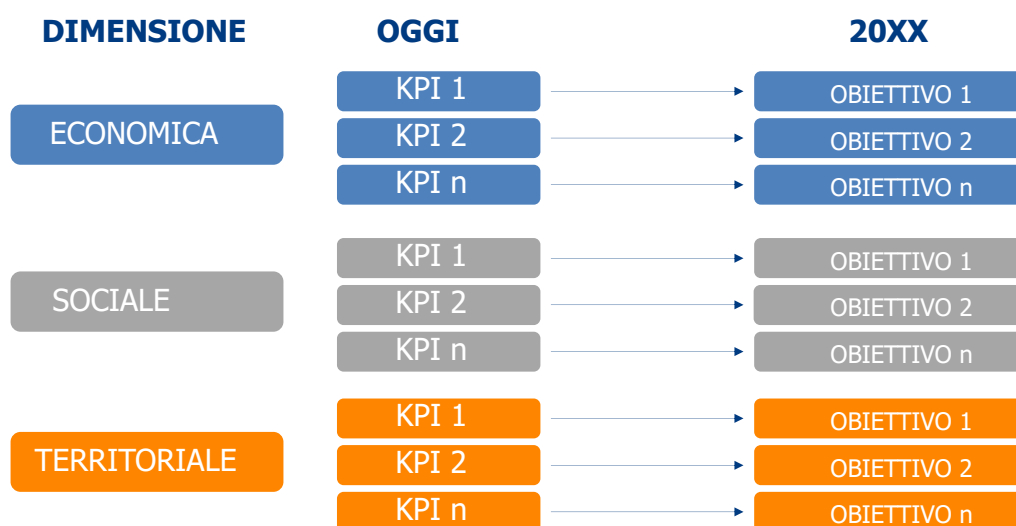 DIMENSIONE OGGI 20XX
KPI 1 OBIETTIVO 1
ECONOMICA KPI 2 OBIETTIVO 2
KPI n OBIETTIVO n
KPI 1 OBIETTIVO 1
SOCIALE KPI 2 OBIETTIVO 2
KPI n OBIETTIVO n
KPI 1 OBIETTIVO 1
TERRITORIALE KPI 2 OBIETTIVO 2
KPI n OBIETTIVO n